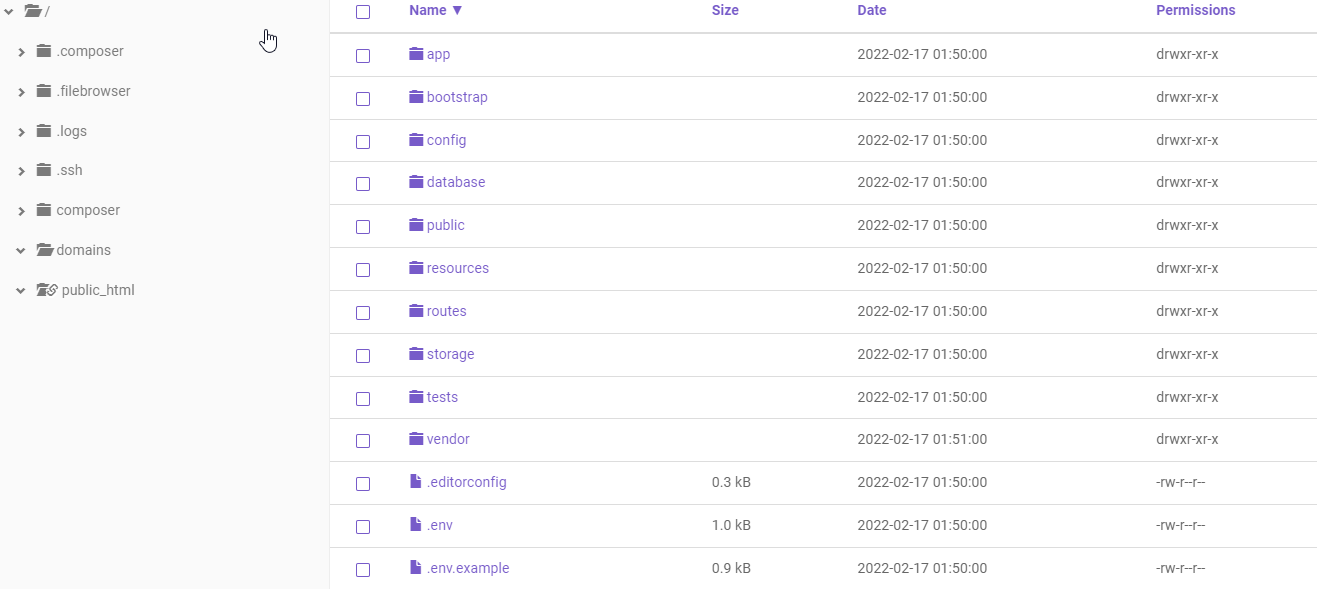 /
.composer
.filebrowser
.logs
.ssh
composer
domains
public_html
Name ▼ Size Date Permissions
app 2022-02-17 01:50:00 drwxr-xr-x
bootstrap 2022-02-17 01:50:00 drwxr-xr-x
config 2022-02-17 01:50:00 drwxr-xr-x
database 2022-02-17 01:50:00 drwxr-xr-x
public 2022-02-17 01:50:00 drwxr-xr-x
resources 2022-02-17 01:50:00 drwxr-xr-x
routes 2022-02-17 01:50:00 drwxr-xr-x
storage 2022-02-17 01:50:00 drwxr-xr-x
tests 2022-02-17 01:50:00 drwxr-xr-x
vendor 2022-02-17 01:51:00 drwxr-xr-x
.editorconfig 0.3 kB 2022-02-17 01:50:00 -rw-r--r--
.env 1.0 kB 2022-02-17 01:50:00 -rw-r--r--
.env.example 0.9 kB 2022-02-17 01:50:00 -rw-r--r--